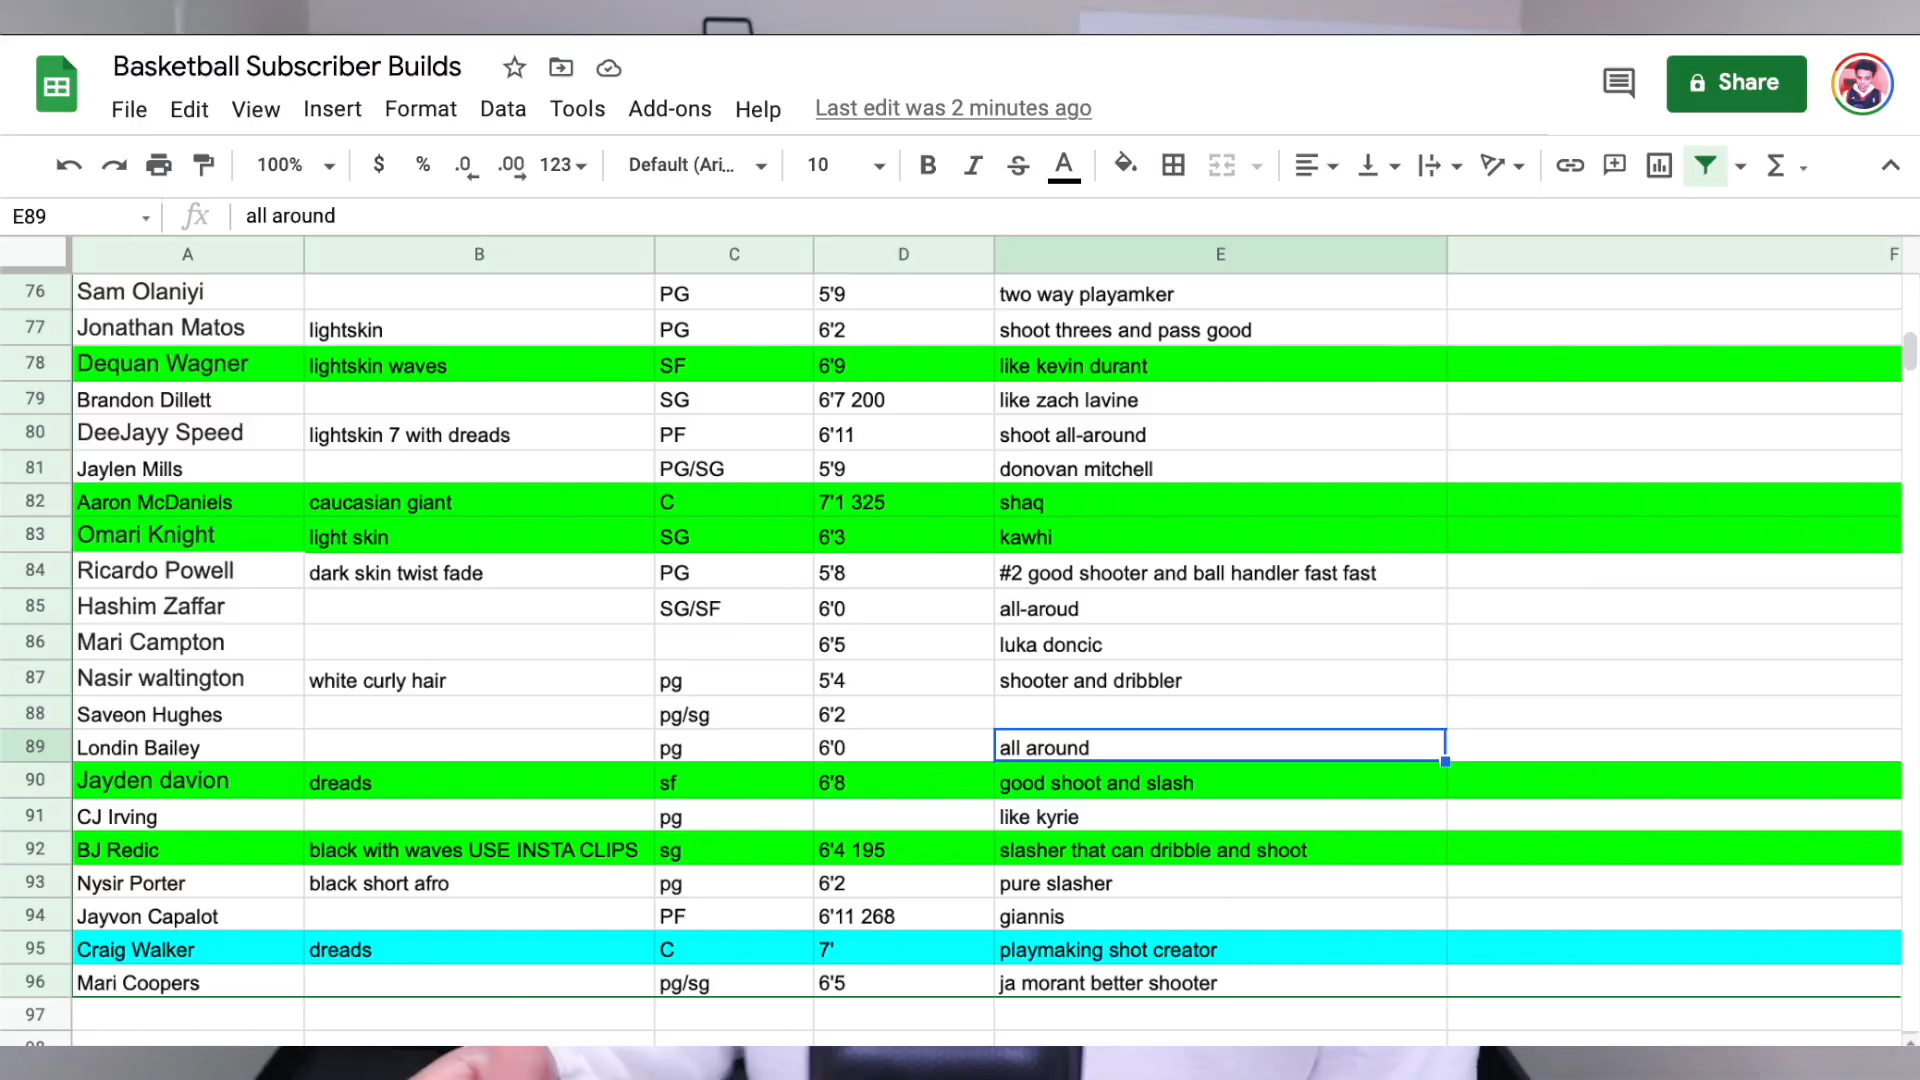 Basketball Subscriber Builds
File Edit View Insert Format Data Tools Add-ons Help Last edit was 2 minutes ago
Share
100% $ % .0 .00 123 Default (Ari... 10 B I S A Σ
E89 fx all around
A B C D E F
76 Sam Olaniyi PG 5'9 two way playamker
77 Jonathan Matos lightskin PG 6'2 shoot threes and pass good
78 Dequan Wagner lightskin waves SF 6'9 like kevin durant
79 Brandon Dillett SG 6'7 200 like zach lavine
80 DeeJayy Speed lightskin 7 with dreads PF 6'11 shoot all-around
81 Jaylen Mills PG/SG 5'9 donovan mitchell
82 Aaron McDaniels caucasian giant C 7'1 325 shaq
83 Omari Knight light skin SG 6'3 kawhi
84 Ricardo Powell dark skin twist fade PG 5'8 #2 good shooter and ball handler fast fast
85 Hashim Zaffar SG/SF 6'0 all-aroud
86 Mari Campton 6'5 luka doncic
87 Nasir waltington white curly hair pg 5'4 shooter and dribbler
88 Saveon Hughes pg/sg 6'2
89 Londin Bailey pg 6'0 all around
90 Jayden davion dreads sf 6'8 good shoot and slash
91 CJ Irving pg like kyrie
92 BJ Redic black with waves USE INSTA CLIPS sg 6'4 195 slasher that can dribble and shoot
93 Nysir Porter black short afro pg 6'2 pure slasher
94 Jayvon Capalot PF 6'11 268 giannis
95 Craig Walker dreads C 7' playmaking shot creator
96 Mari Coopers pg/sg 6'5 ja morant better shooter
97